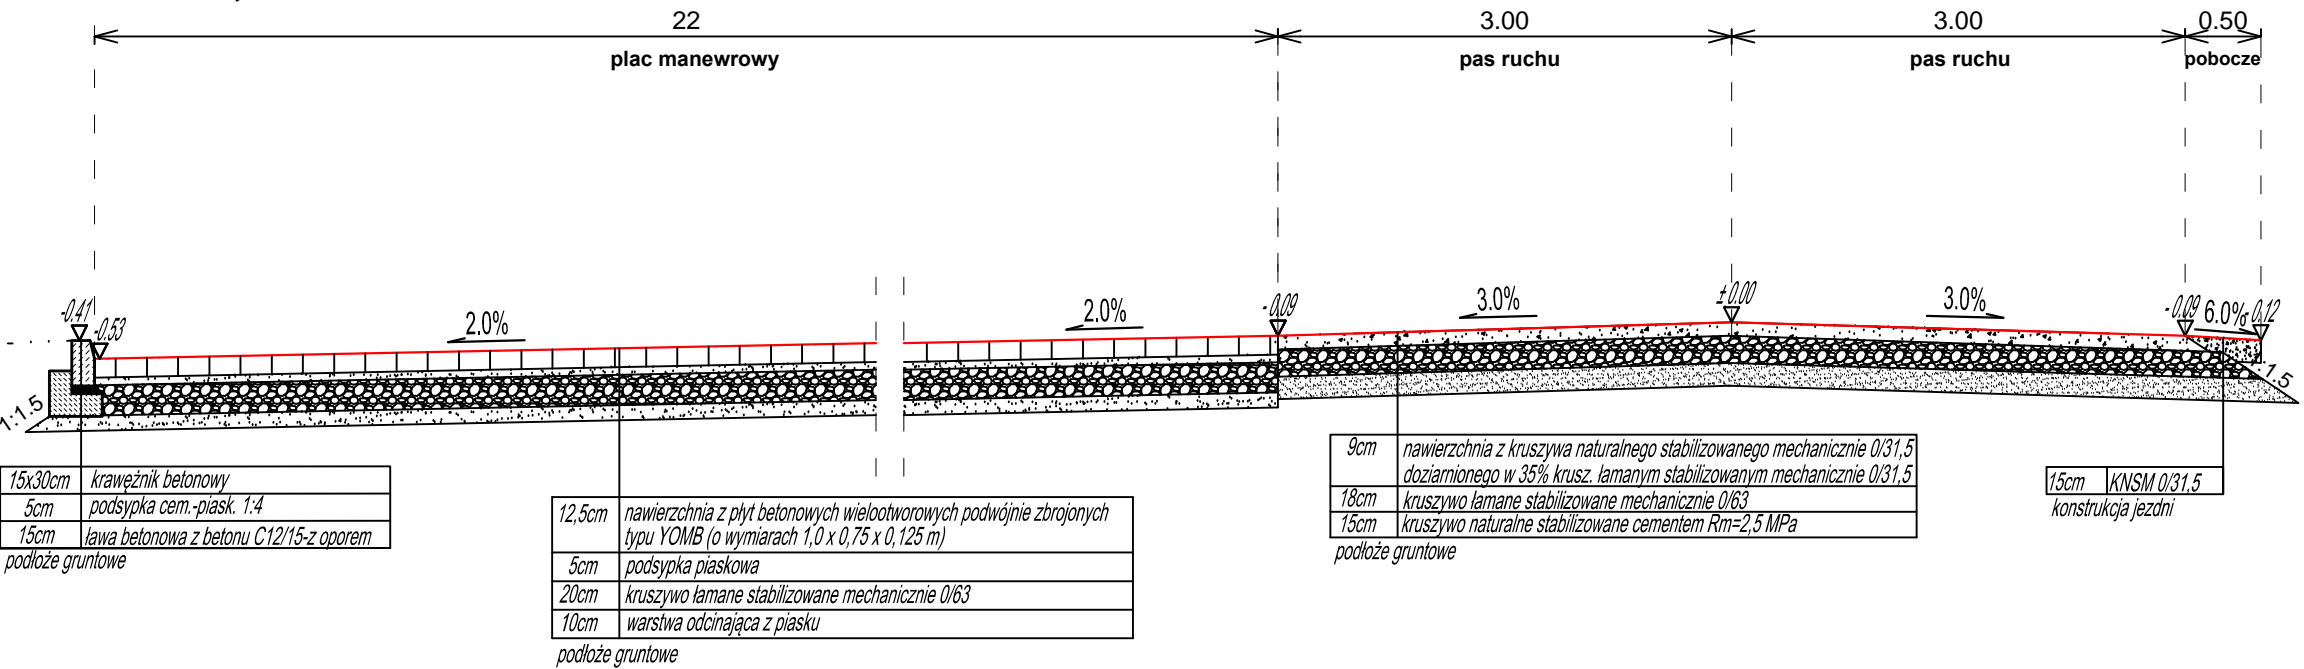 22 3.00 3.00 0.50
plac manewrowy pas ruchu pas ruchu pobocze
-0.41 -0.53 2.0% 2.0% -0.09 3.0% ±0.00 3.0% -0.09 6.0% -0.12
1:1.5 1:1.5
15x30cm krawężnik betonowy
5cm podsypka cem.-piask. 1:4
15cm ława betonowa z betonu C12/15-z oporem
podłoże gruntowe
12,5cm nawierzchnia z płyt betonowych wielootworowych podwójnie zbrojonych
typu YOMB (o wymiarach 1,0 x 0,75 x 0,125 m)
5cm podsypka piaskowa
20cm kruszywo łamane stabilizowane mechanicznie 0/63
10cm warstwa odcinająca z piasku
podłoże gruntowe
9cm nawierzchnia z kruszywa naturalnego stabilizowanego mechanicznie 0/31,5
doziarnionego w 35% krusz. łamanym stabilizowanym mechanicznie 0/31,5
18cm kruszywo łamane stabilizowane mechanicznie 0/63
15cm kruszywo naturalne stabilizowane cementem Rm=2,5 MPa
podłoże gruntowe
15cm KNSM 0/31,5
konstrukcja jezdni